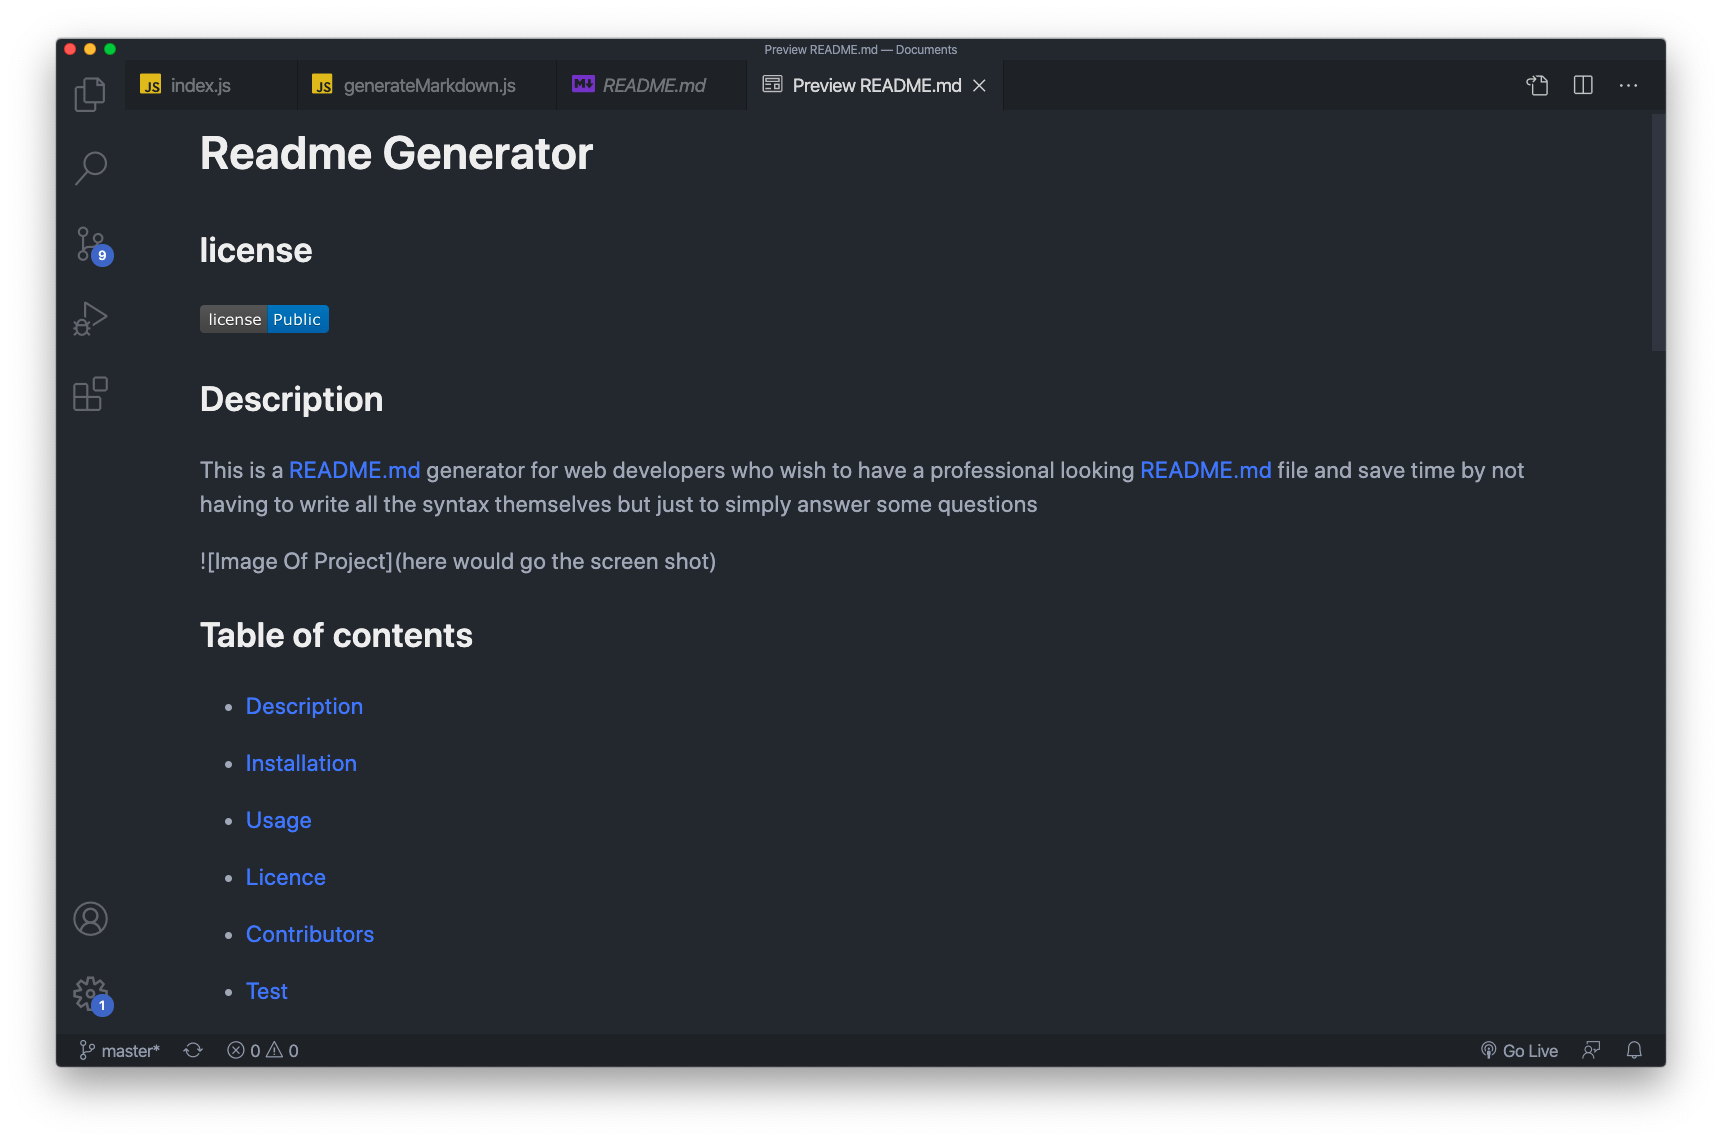 Preview README.md — Documents
JS index.js JS generateMarkdown.js M README.md Preview README.md
Readme Generator
license
license Public
Description
This is a README.md generator for web developers who wish to have a professional looking README.md file and save time by not
having to write all the syntax themselves but just to simply answer some questions
![Image Of Project](here would go the screen shot)
Table of contents
• Description
• Installation
• Usage
• Licence
• Contributors
• Test
9
1
master* 0 0 Go Live